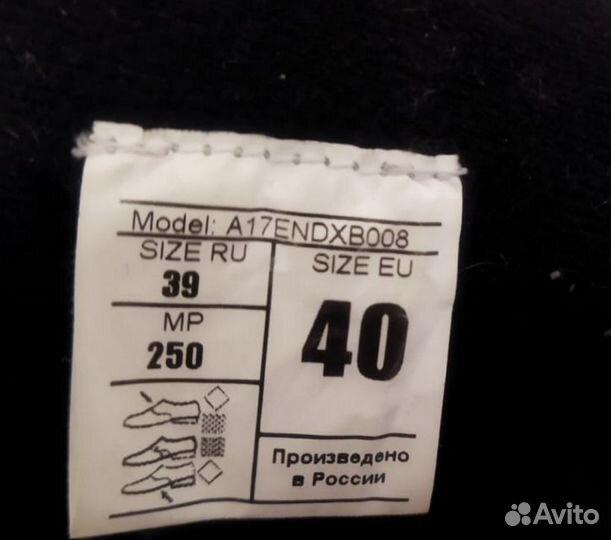 Model: A17ENDXB008
SIZE RU
39
MP
250
SIZE EU
40
Произведено
в России
Avito